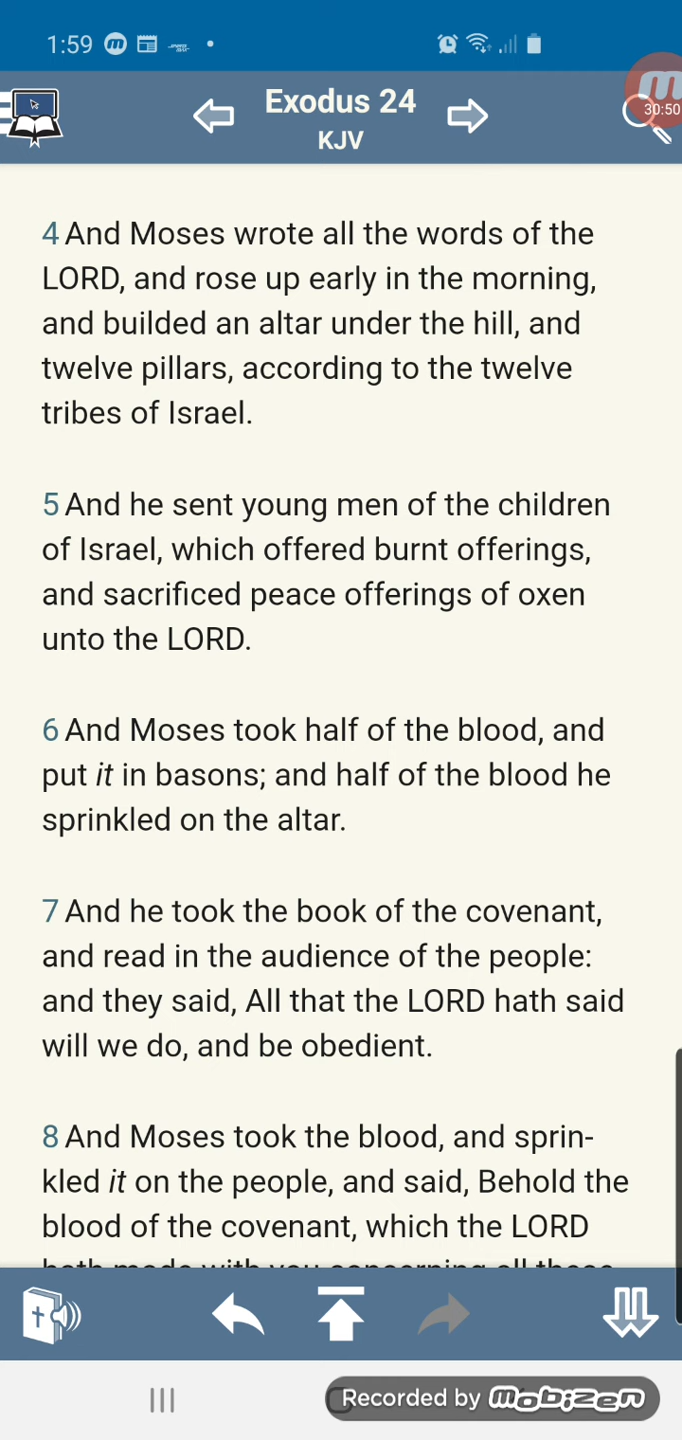 1:59
Exodus 24
KJV
30:50
4 And Moses wrote all the words of the
LORD, and rose up early in the morning,
and builded an altar under the hill, and
twelve pillars, according to the twelve
tribes of Israel.
5 And he sent young men of the children
of Israel, which offered burnt offerings,
and sacrificed peace offerings of oxen
unto the LORD.
6 And Moses took half of the blood, and
put it in basons; and half of the blood he
sprinkled on the altar.
7 And he took the book of the covenant,
and read in the audience of the people:
and they said, All that the LORD hath said
will we do, and be obedient.
8 And Moses took the blood, and sprin-
kled it on the people, and said, Behold the
blood of the covenant, which the LORD
hath made with you concerning all these
Recorded by mobizen